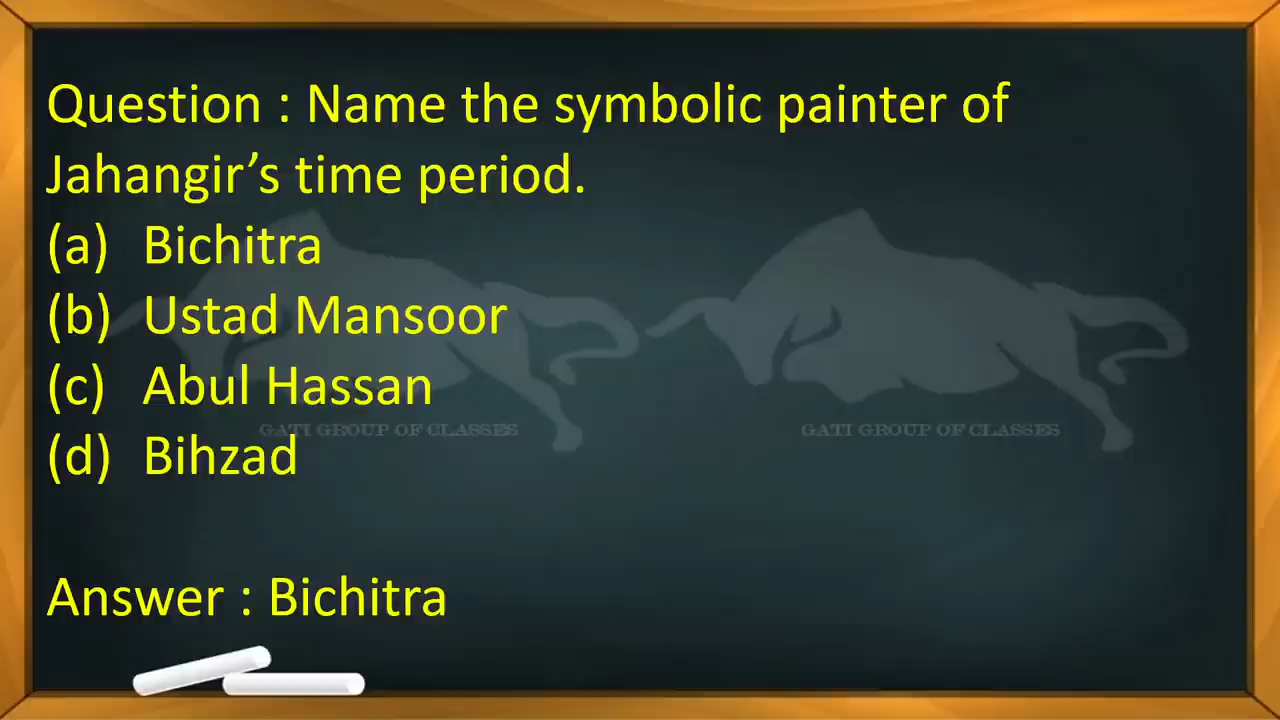 Question : Name the symbolic painter of
Jahangir’s time period.
(a) Bichitra
(b) Ustad Mansoor
(c) Abul Hassan
(d) Bihzad
GATI GROUP OF CLASSES GATI GROUP OF CLASSES
Answer : Bichitra